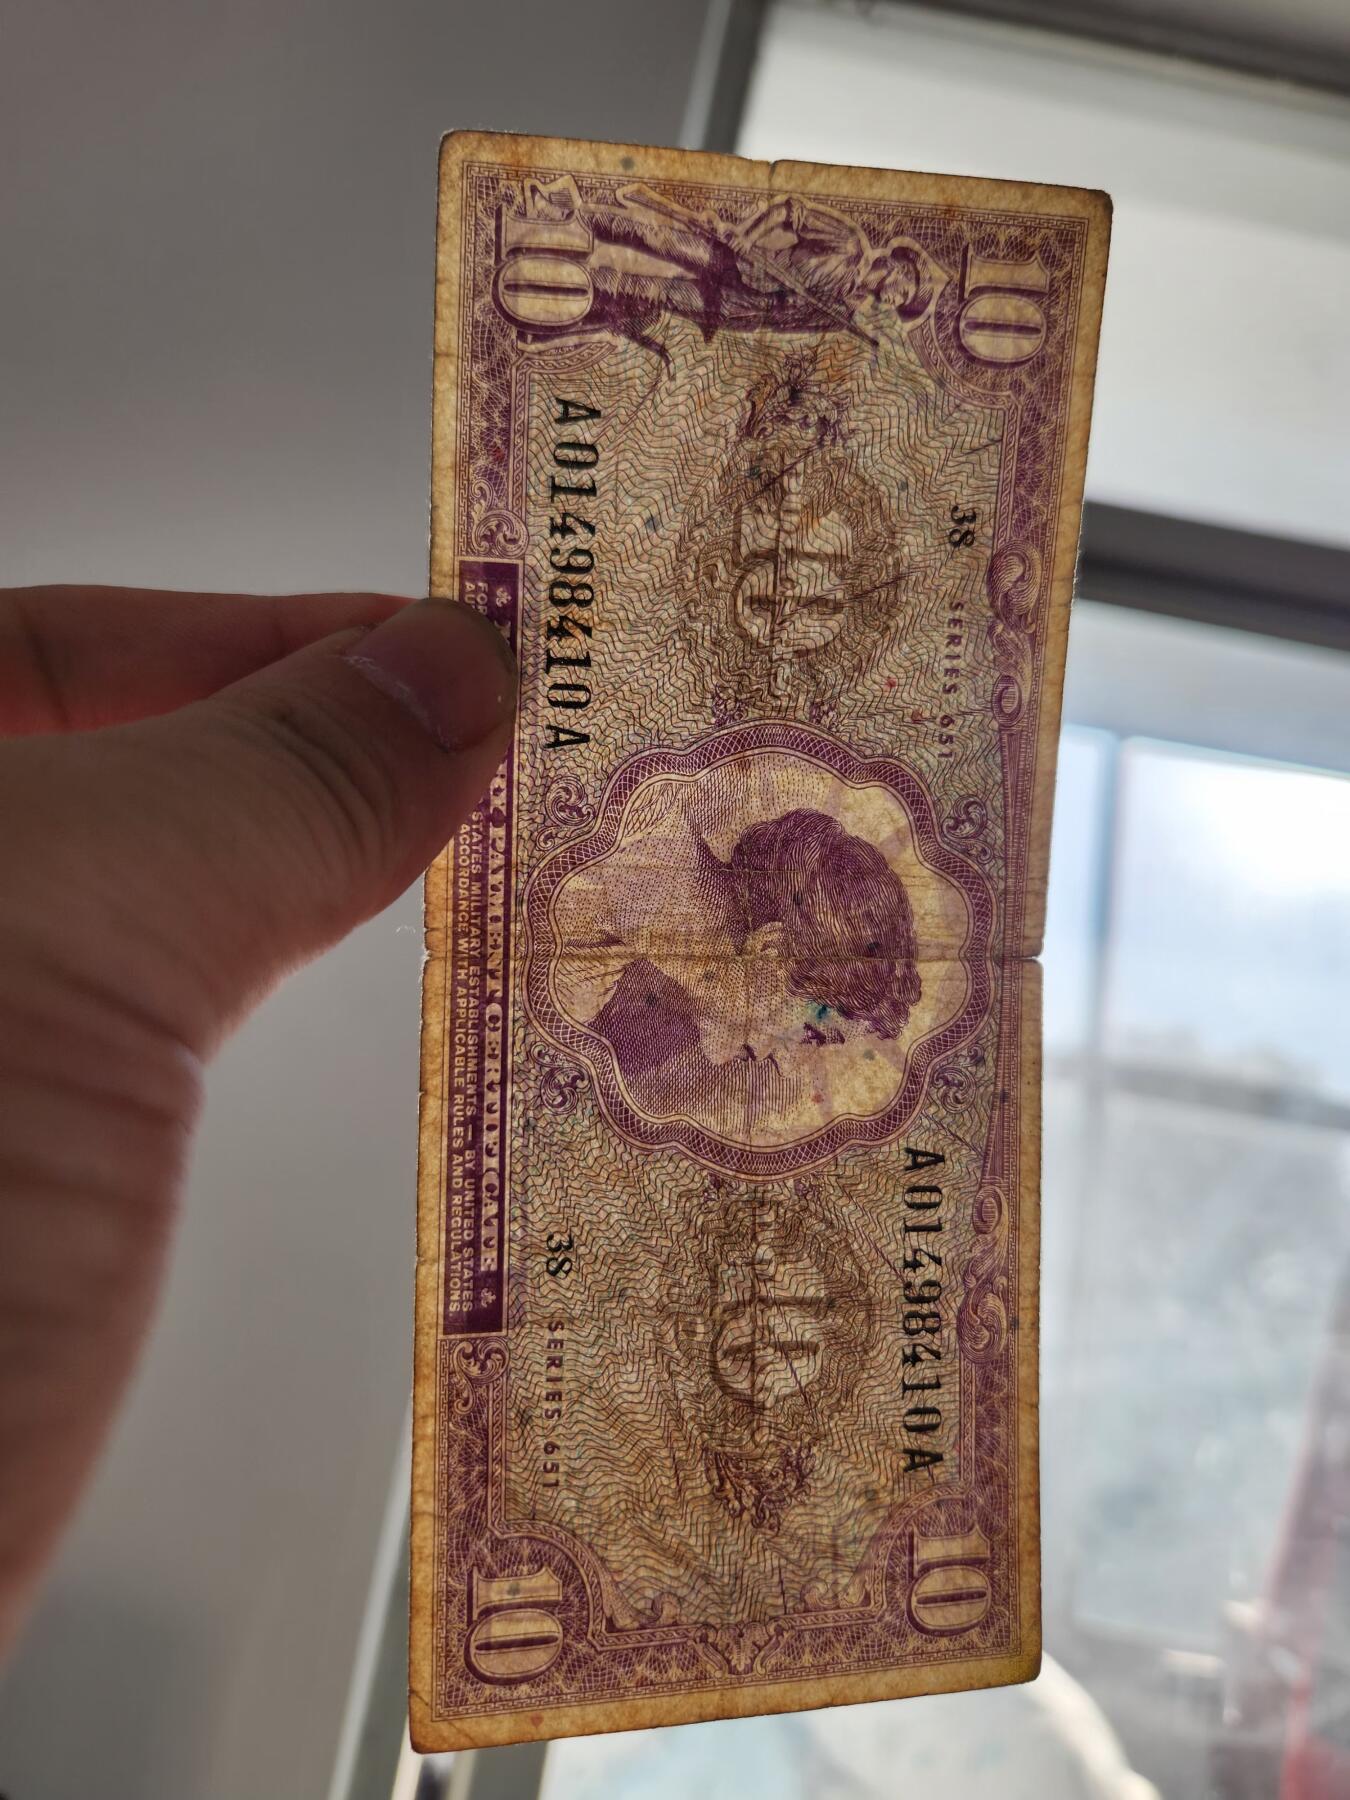 10
38 SERIES 651
A01498410A
10
A01498410A
38 SERIES 651
10
PAYMENT CERTIFICATE
FOR STATES MILITARY ESTABLISHMENTS — BY UNITED STATES
ACCORDANCE WITH APPLICABLE RULES AND REGULATIONS.
10